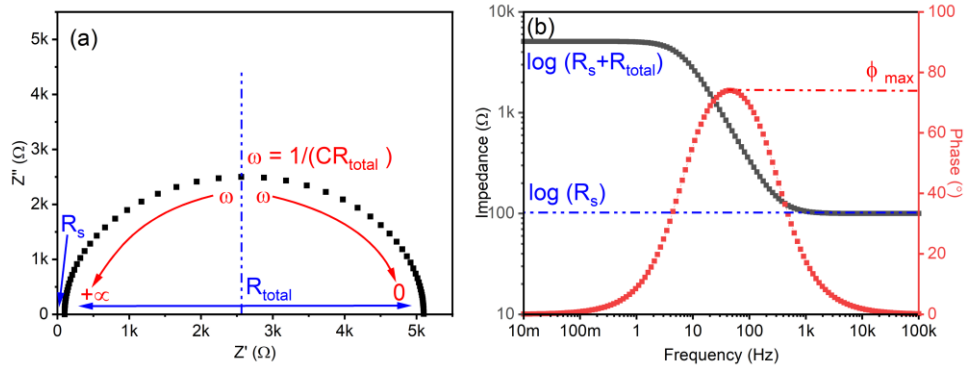 (a)
5k
4k
3k
2k
1k
0
Z'' (Ω)
ω = 1/(CR_total )
ω ω
R_s
+∝
0
R_total
0 1k 2k 3k 4k 5k
Z' (Ω)
(b)
10k
1k
100
10
Impedance (Ω)
log (R_s+R_total)
ϕ max
log (R_s)
100
80
60
40
20
0
Phase (°)
10m 100m 1 10 100 1k 10k 100k
Frequency (Hz)